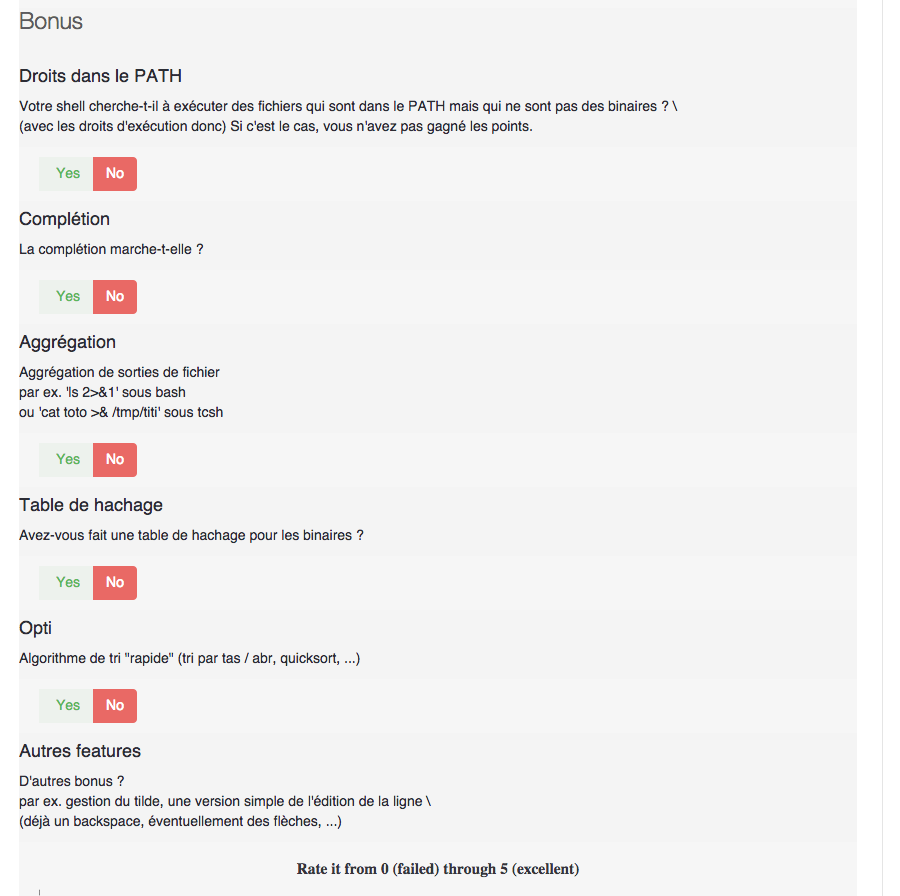 Bonus
Droits dans le PATH
Votre shell cherche-t-il à exécuter des fichiers qui sont dans le PATH mais qui ne sont pas des binaires ? \
(avec les droits d'exécution donc) Si c'est le cas, vous n'avez pas gagné les points.
Yes No
Complétion
La complétion marche-t-elle ?
Yes No
Aggrégation
Aggrégation de sorties de fichier
par ex. 'ls 2>&1' sous bash
ou 'cat toto >& /tmp/titi' sous tcsh
Yes No
Table de hachage
Avez-vous fait une table de hachage pour les binaires ?
Yes No
Opti
Algorithme de tri "rapide" (tri par tas / abr, quicksort, ...)
Yes No
Autres features
D'autres bonus ?
par ex. gestion du tilde, une version simple de l'édition de la ligne \
(déjà un backspace, éventuellement des flèches, ...)
Rate it from 0 (failed) through 5 (excellent)